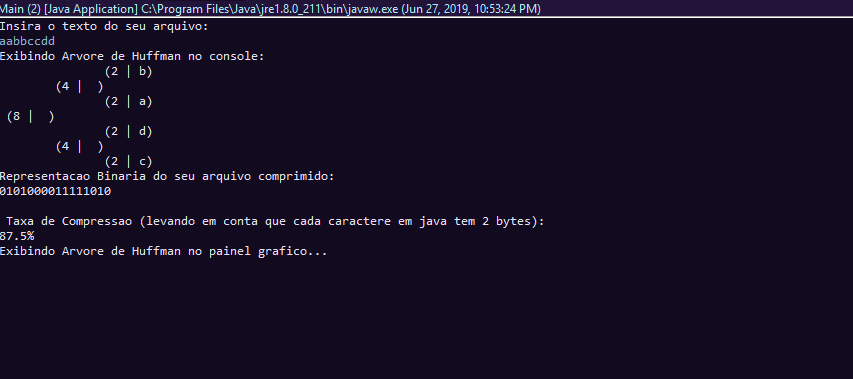 Main (2) [Java Application] C:\Program Files\Java\jre1.8.0_211\bin\javaw.exe (Jun 27, 2019, 10:53:24 PM)
Insira o texto do seu arquivo:
aabbccdd
Exibindo Arvore de Huffman no console:
(2 | b)
(4 |  )
(2 | a)
(8 |  )
(2 | d)
(4 |  )
(2 | c)
Representacao Binaria do seu arquivo comprimido:
0101000011111010
Taxa de Compressao (levando em conta que cada caractere em java tem 2 bytes):
87.5%
Exibindo Arvore de Huffman no painel grafico...